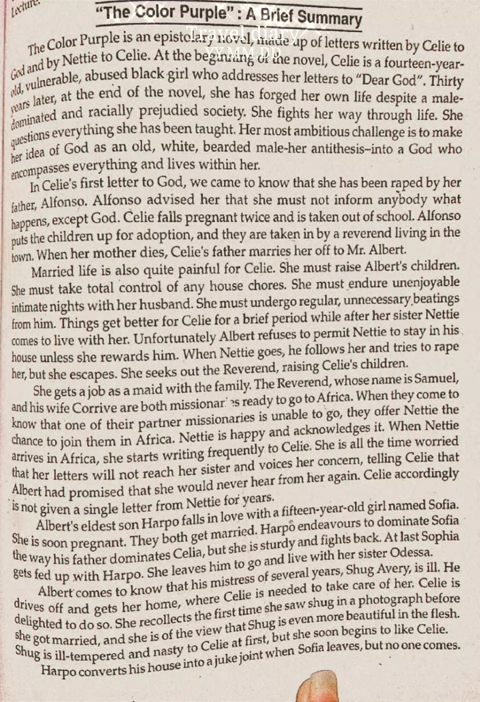 Lecture.
"The Color Purple" : A Brief Summary
Travel diary
The Color Purple is an epistolary novel, made up of letters written by Celie to
God and by Nettie to Celie. At the beginning of the novel, Celie is a fourteen-year-
old, vulnerable, abused black girl who addresses her letters to "Dear God". Thirty
years later, at the end of the novel, she has forged her own life despite a male-
dominated and racially prejudied society. She fights her way through life. She
questions everything she has been taught. Her most ambitious challenge is to make
her idea of God as an old, white, bearded male-her antithesis–into a God who
encompasses everything and lives within her.
In Celie's first letter to God, we came to know that she has been raped by her
father, Alfonso. Alfonso advised her that she must not inform anybody what
happens, except God. Celie falls pregnant twice and is taken out of school. Alfonso
puts the children up for adoption, and they are taken in by a reverend living in the
town. When her mother dies, Celie's father marries her off to Mr. Albert.
Married life is also quite painful for Celie. She must raise Albert's children.
She must take total control of any house chores. She must endure unenjoyable
intimate nights with her husband. She must undergo regular, unnecessary beatings
from him. Things get better for Celie for a brief period while after her sister Nettie
comes to live with her. Unfortunately Albert refuses to permit Nettie to stay in his
house unless she rewards him. When Nettie goes, he follows her and tries to rape
her, but she escapes. She seeks out the Reverend, raising Celie's children.
She gets a job as a maid with the family. The Reverend, whose name is Samuel,
and his wife Corrive are both missionaries ready to go to Africa. When they come to
know that one of their partner missionaries is unable to go, they offer Nettie the
chance to join them in Africa. Nettie is happy and acknowledges it. When Nettie
arrives in Africa, she starts writing frequently to Celie. She is all the time worried
that her letters will not reach her sister and voices her concern, telling Celie that
Albert had promised that she would never hear from her again. Celie accordingly
is not given a single letter from Nettie for years.
Albert's eldest son Harpo falls in love with a fifteen-year-old girl named Sofia.
She is soon pregnant. They both get married. Harpo endeavours to dominate Sofia
the way his father dominates Celia, but she is sturdy and fights back. At last Sophia
gets fed up with Harpo. She leaves him to go and live with her sister Odessa.
Albert comes to know that his mistress of several years, Shug Avery, is ill. He
drives off and gets her home, where Celie is needed to take care of her. Celie is
delighted to do so. She recollects the first time she saw shug in a photograph before
she got married, and she is of the view that Shug is even more beautiful in the flesh.
Shug is ill-tempered and nasty to Celie at first, but she soon begins to like Celie.
Harpo converts his house into a juke joint when Sofia leaves, but no one comes.